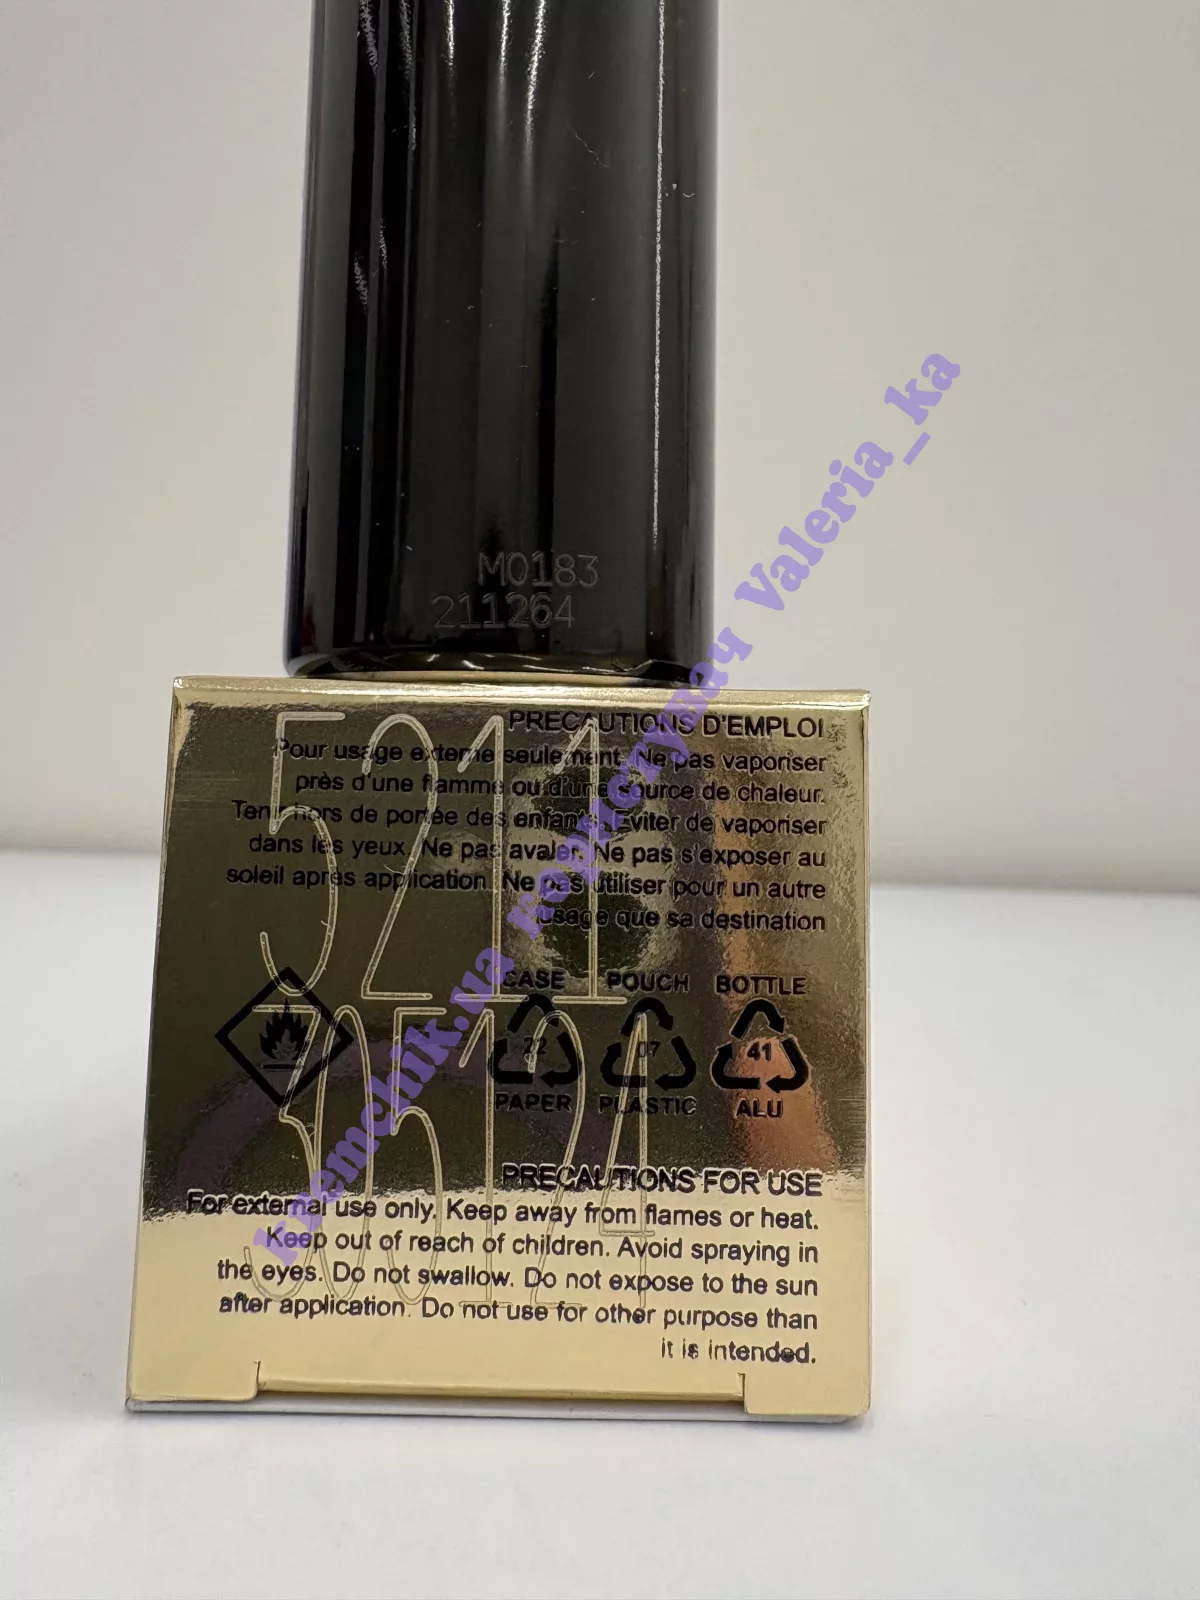 M0183
211264
PRECAUTIONS D'EMPLOI
Pour usage externe seulement. Ne pas vaporiser
près d'une flamme ou d'une source de chaleur.
Tenir hors de portée des enfants. Eviter de vaporiser
dans les yeux. Ne pas avaler. Ne pas s'exposer au
soleil après application. Ne pas utiliser pour un autre
usage que sa destination
5211
305124
CASE POUCH BOTTLE
22 07 41
PAPER PLASTIC ALU
PRECAUTIONS FOR USE
For external use only. Keep away from flames or heat.
Keep out of reach of children. Avoid spraying in
the eyes. Do not swallow. Do not expose to the sun
after application. Do not use for other purpose than
it is intended.
kremchik.ua користувач Valeria_ka